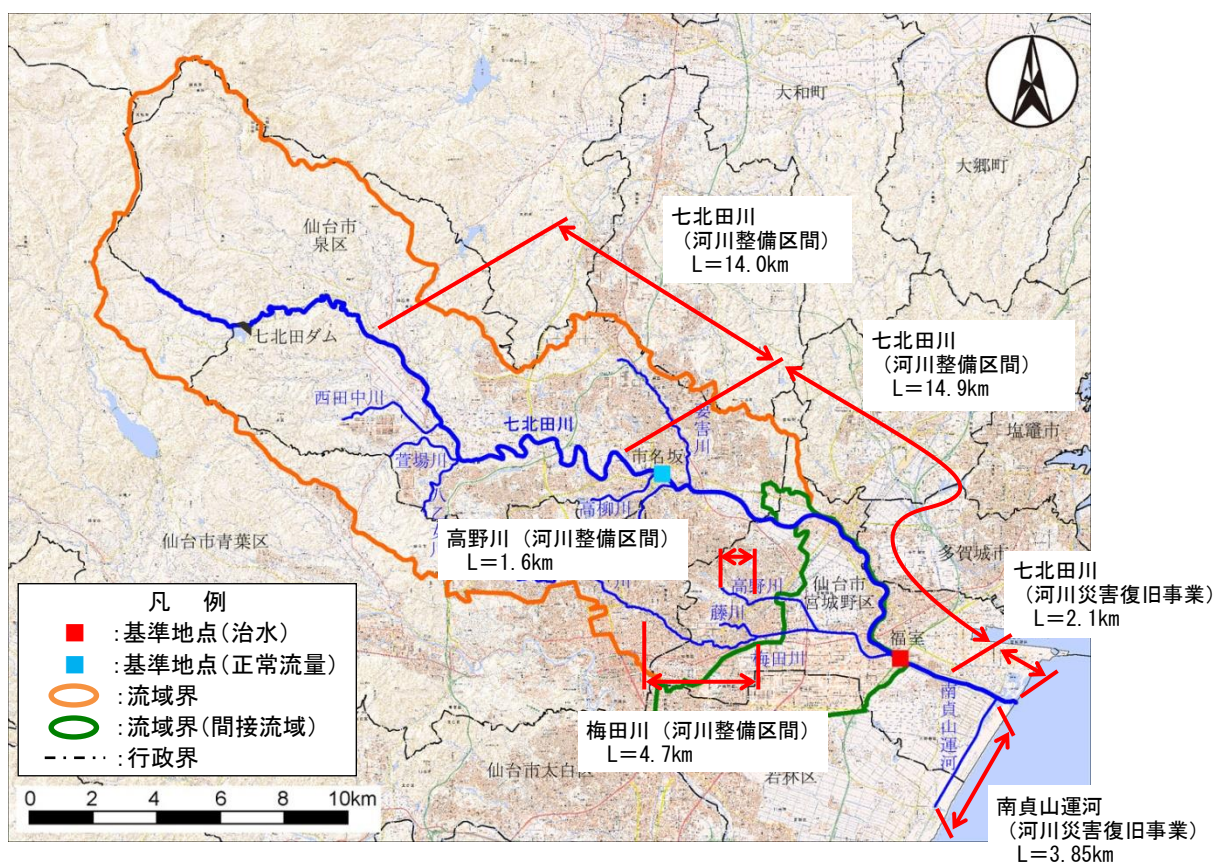 N
大和町
大郷町
七北田川
（河川整備区間）
L＝14.0km
仙台市
泉区
七北田ダム
七北田川
（河川整備区間）
L＝14.9km
西田中川
七北田川
要害川
塩竈市
市名坂
萱場川
高柳川
仙台市青葉区
高野川（河川整備区間）
L＝1.6km
多賀城市
高野川
仙台市
宮城野区
藤川
七北田川
（河川災害復旧事業）
L＝2.1km
福室
梅田川
南貞山運河
梅田川（河川整備区間）
L＝4.7km
仙台市太白区
若林区
南貞山運河
（河川災害復旧事業）
L＝3.85km
凡 例
:基準地点(治水)
:基準地点(正常流量)
:流域界
:流域界(間接流域)
:行政界
0 2 4 6 8 10km